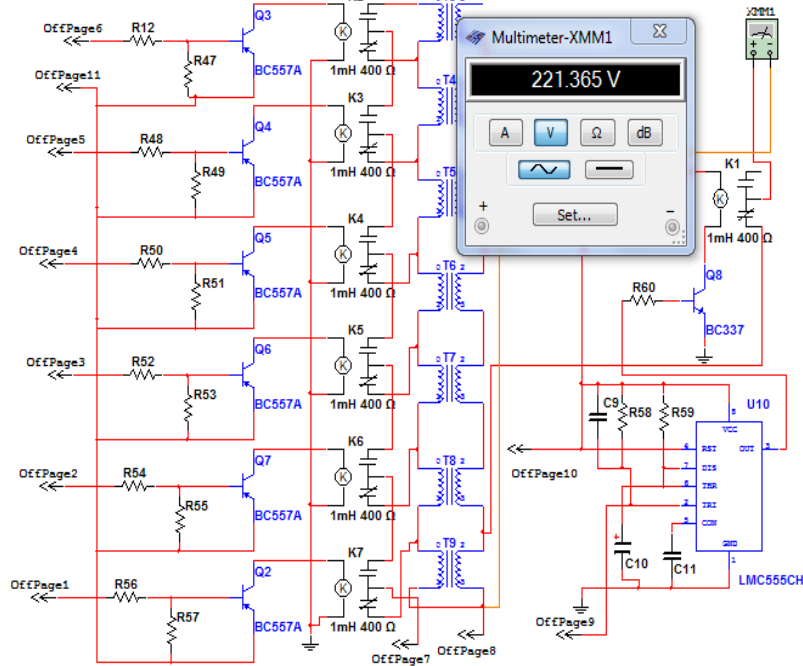 Q3
OffPage6
R12
K
R47
OffPage11
BC557A
1mH 400 Ω
T4
Q4
K3
OffPage5
R48
K
R49
BC557A
1mH 400 Ω
T5
Q5
K4
OffPage4
R50
K
R51
BC557A
1mH 400 Ω
T6
Q6
K5
OffPage3
R52
K
R53
BC557A
1mH 400 Ω
T7
Q7
K6
OffPage2
R54
K
R55
BC557A
1mH 400 Ω
T8
Q2
K7
OffPage1
R56
K
R57
BC557A
1mH 400 Ω
T9
OffPage7
OffPage8
Multimeter-XMM1
221.365 V
A V Ω dB
+
Set...
−
XMM1
+ −
K1
K
1mH 400 Ω
Q8
R60
BC337
C9
R58
R59
U10
VCC
RST
OUT
DIS
THR
TRI
CON
GND
LMC555CH
OffPage10
C10
C11
OffPage9